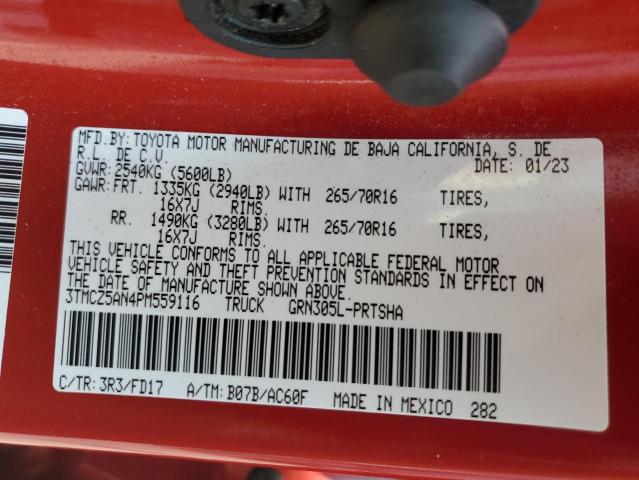 MFD.BY:TOYOTA MOTOR MANUFACTURING DE BAJA CALIFORNIA, S. DE
R.L. DE C.V. DATE: 01/23
GVWR:2540KG (5600LB)
GAWR:FRT. 1335KG (2940LB) WITH 265/70R16 TIRES,
16X7J RIMS.
RR. 1490KG (3280LB) WITH 265/70R16 TIRES,
16X7J RIMS.
THIS VEHICLE CONFORMS TO ALL APPLICABLE FEDERAL MOTOR
VEHICLE SAFETY AND THEFT PREVENTION STANDARDS IN EFFECT ON
THE DATE OF MANUFACTURE SHOWN ABOVE.
3TMCZ5AN4PM559116 TRUCK GRN305L-PRTSHA
C/TR: 3R3/FD17 A/TM: B07B/AC60F MADE IN MEXICO 282